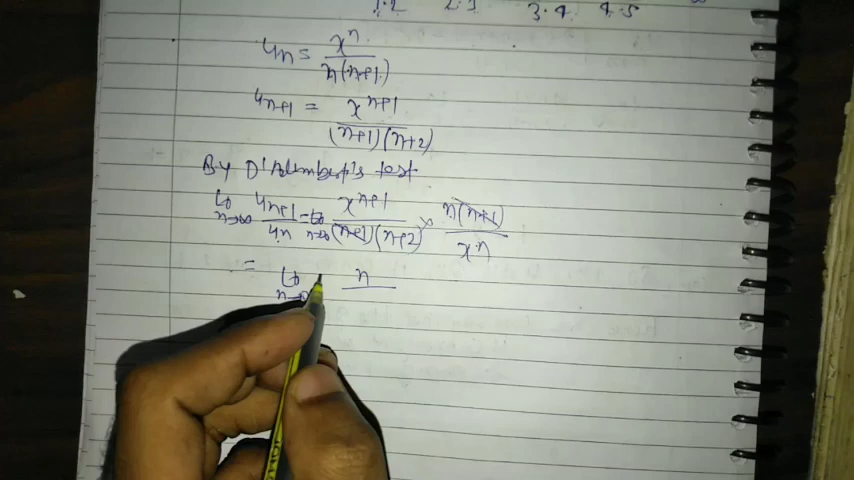 1.2 2.3 3.4 4.5
un = x^n / n(n+1)
un+1 = x^n+1 / (n+1)(n+2)
By D'Alembert's test
lt n→∞ un+1 / un = lt n→∞ x^n+1 / (n+1)(n+2) × n(n+1) / x^n
= lt n→∞ n